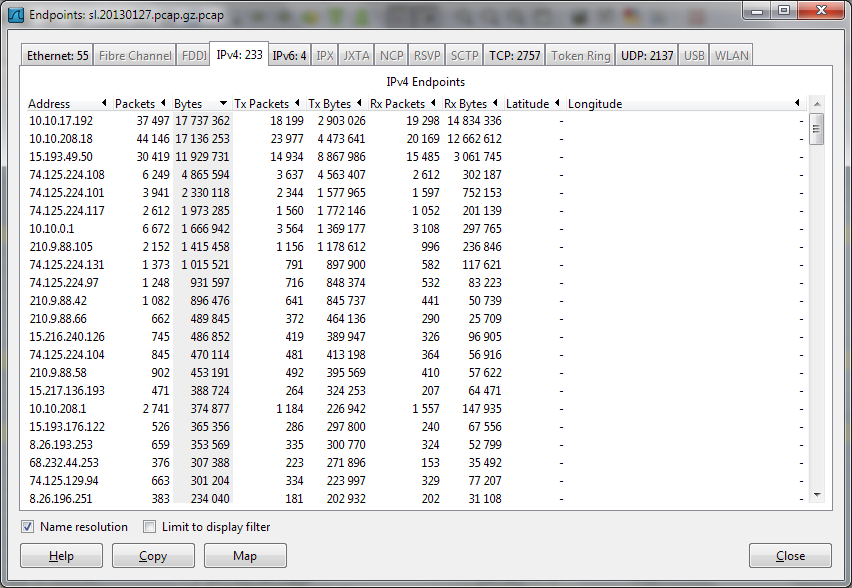 Endpoints: sl.20130127.pcap.gz.pcap
Ethernet: 55 Fibre Channel FDDI IPv4: 233 IPv6: 4 IPX JXTA NCP RSVP SCTP TCP: 2757 Token Ring UDP: 2137 USB WLAN
IPv4 Endpoints
Address Packets Bytes Tx Packets Tx Bytes Rx Packets Rx Bytes Latitude Longitude
10.10.17.192 37 497 17 737 362 18 199 2 903 026 19 298 14 834 336 - -
10.10.208.18 44 146 17 136 253 23 977 4 473 641 20 169 12 662 612 - -
15.193.49.50 30 419 11 929 731 14 934 8 867 986 15 485 3 061 745 - -
74.125.224.108 6 249 4 865 594 3 637 4 563 407 2 612 302 187 - -
74.125.224.101 3 941 2 330 118 2 344 1 577 965 1 597 752 153 - -
74.125.224.117 2 612 1 973 285 1 560 1 772 146 1 052 201 139 - -
10.10.0.1 6 672 1 666 942 3 564 1 369 177 3 108 297 765 - -
210.9.88.105 2 152 1 415 458 1 156 1 178 612 996 236 846 - -
74.125.224.131 1 373 1 015 521 791 897 900 582 117 621 - -
74.125.224.97 1 248 931 597 716 848 374 532 83 223 - -
210.9.88.42 1 082 896 476 641 845 737 441 50 739 - -
210.9.88.66 662 489 845 372 464 136 290 25 709 - -
15.216.240.126 745 486 852 419 389 947 326 96 905 - -
74.125.224.104 845 470 114 481 413 198 364 56 916 - -
210.9.88.58 902 453 191 492 395 569 410 57 622 - -
15.217.136.193 471 388 724 264 324 253 207 64 471 - -
10.10.208.1 2 741 374 877 1 184 226 942 1 557 147 935 - -
15.193.176.122 526 365 356 286 297 800 240 67 556 - -
8.26.193.253 659 353 569 335 300 770 324 52 799 - -
68.232.44.253 376 307 388 223 271 896 153 35 492 - -
74.125.129.94 663 301 204 334 223 997 329 77 207 - -
8.26.196.251 383 234 040 181 202 932 202 31 108 - -
Name resolution Limit to display filter
Help Copy Map Close